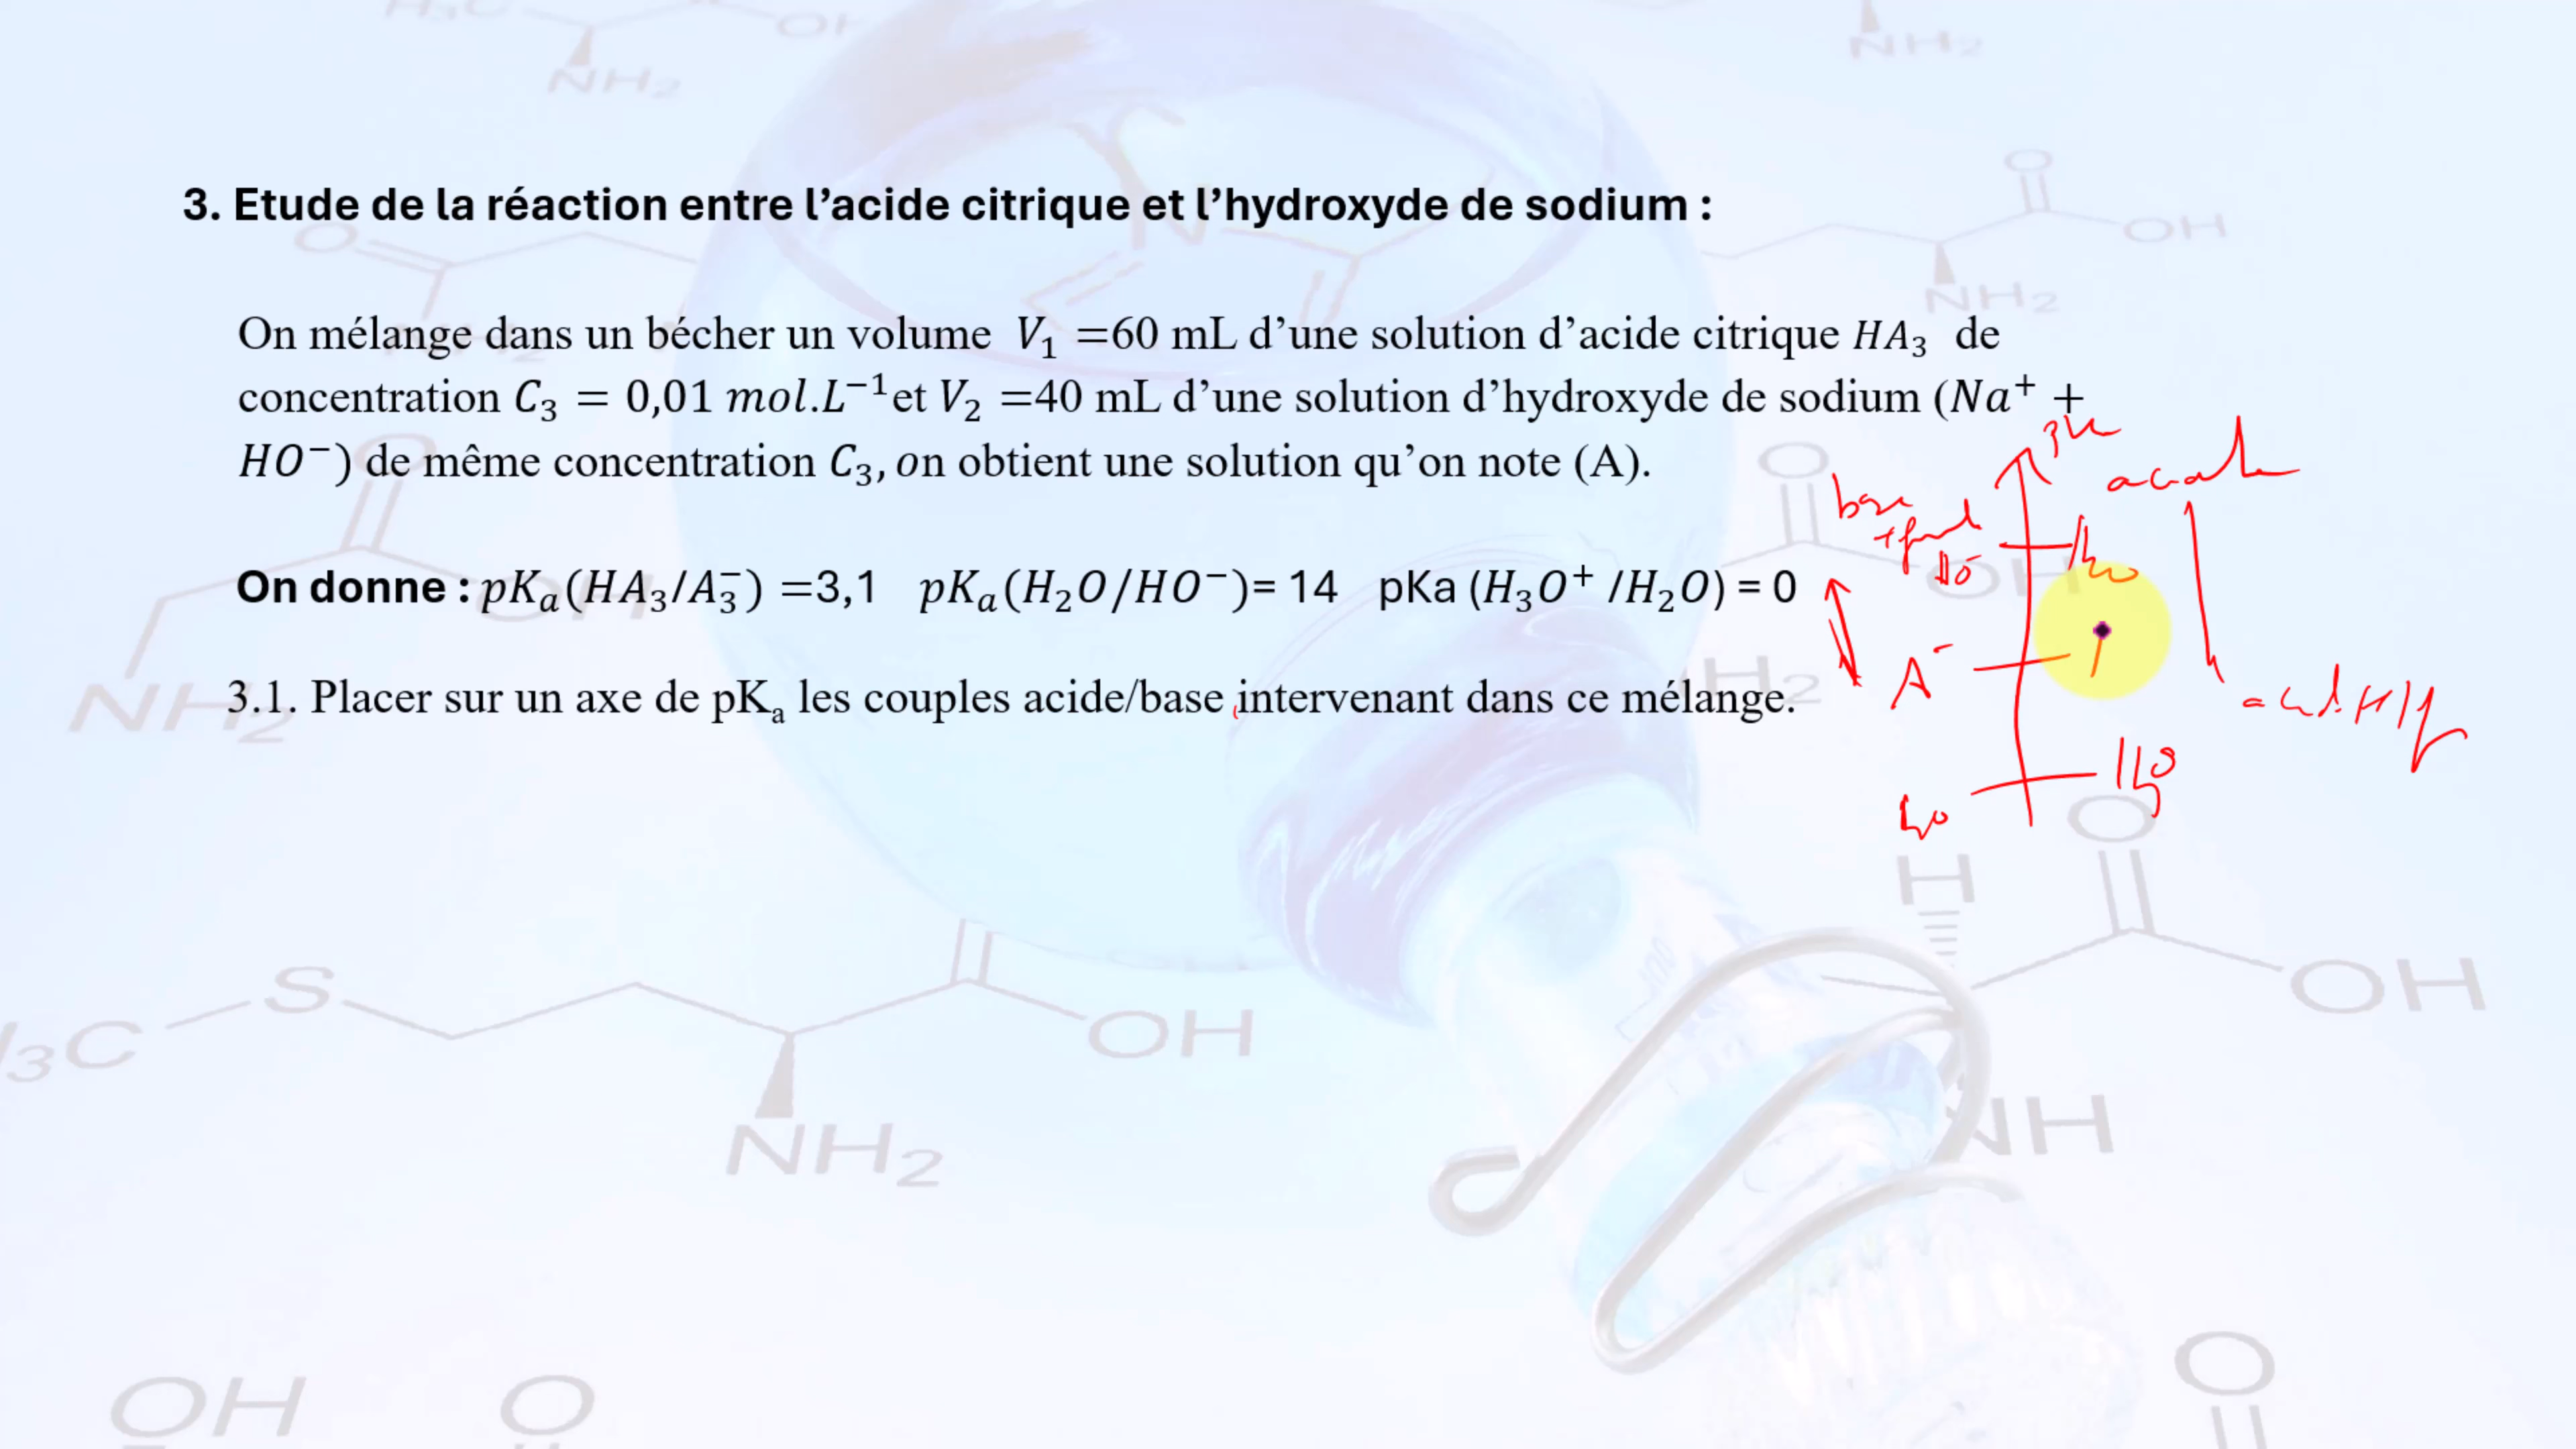 3. Etude de la réaction entre l’acide citrique et l’hydroxyde de sodium :
On mélange dans un bécher un volume V₁ =60 mL d’une solution d’acide citrique HA₃ de
concentration C₃ = 0,01 mol.L⁻¹et V₂ =40 mL d’une solution d’hydroxyde de sodium (Na⁺ +
HO⁻) de même concentration C₃, on obtient une solution qu’on note (A).
On donne : pKₐ(HA₃/A₃⁻) =3,1 pKₐ(H₂O/HO⁻)= 14 pKa (H₃O⁺ /H₂O) = 0
3.1. Placer sur un axe de pKₐ les couples acide/base intervenant dans ce mélange.
A⁻
H₃C
S
OH
NH₂
NH₂
NH₂
NH₂
NH₂
OH
OH
OH
O
O
O
O
O
H
NH
OH
O